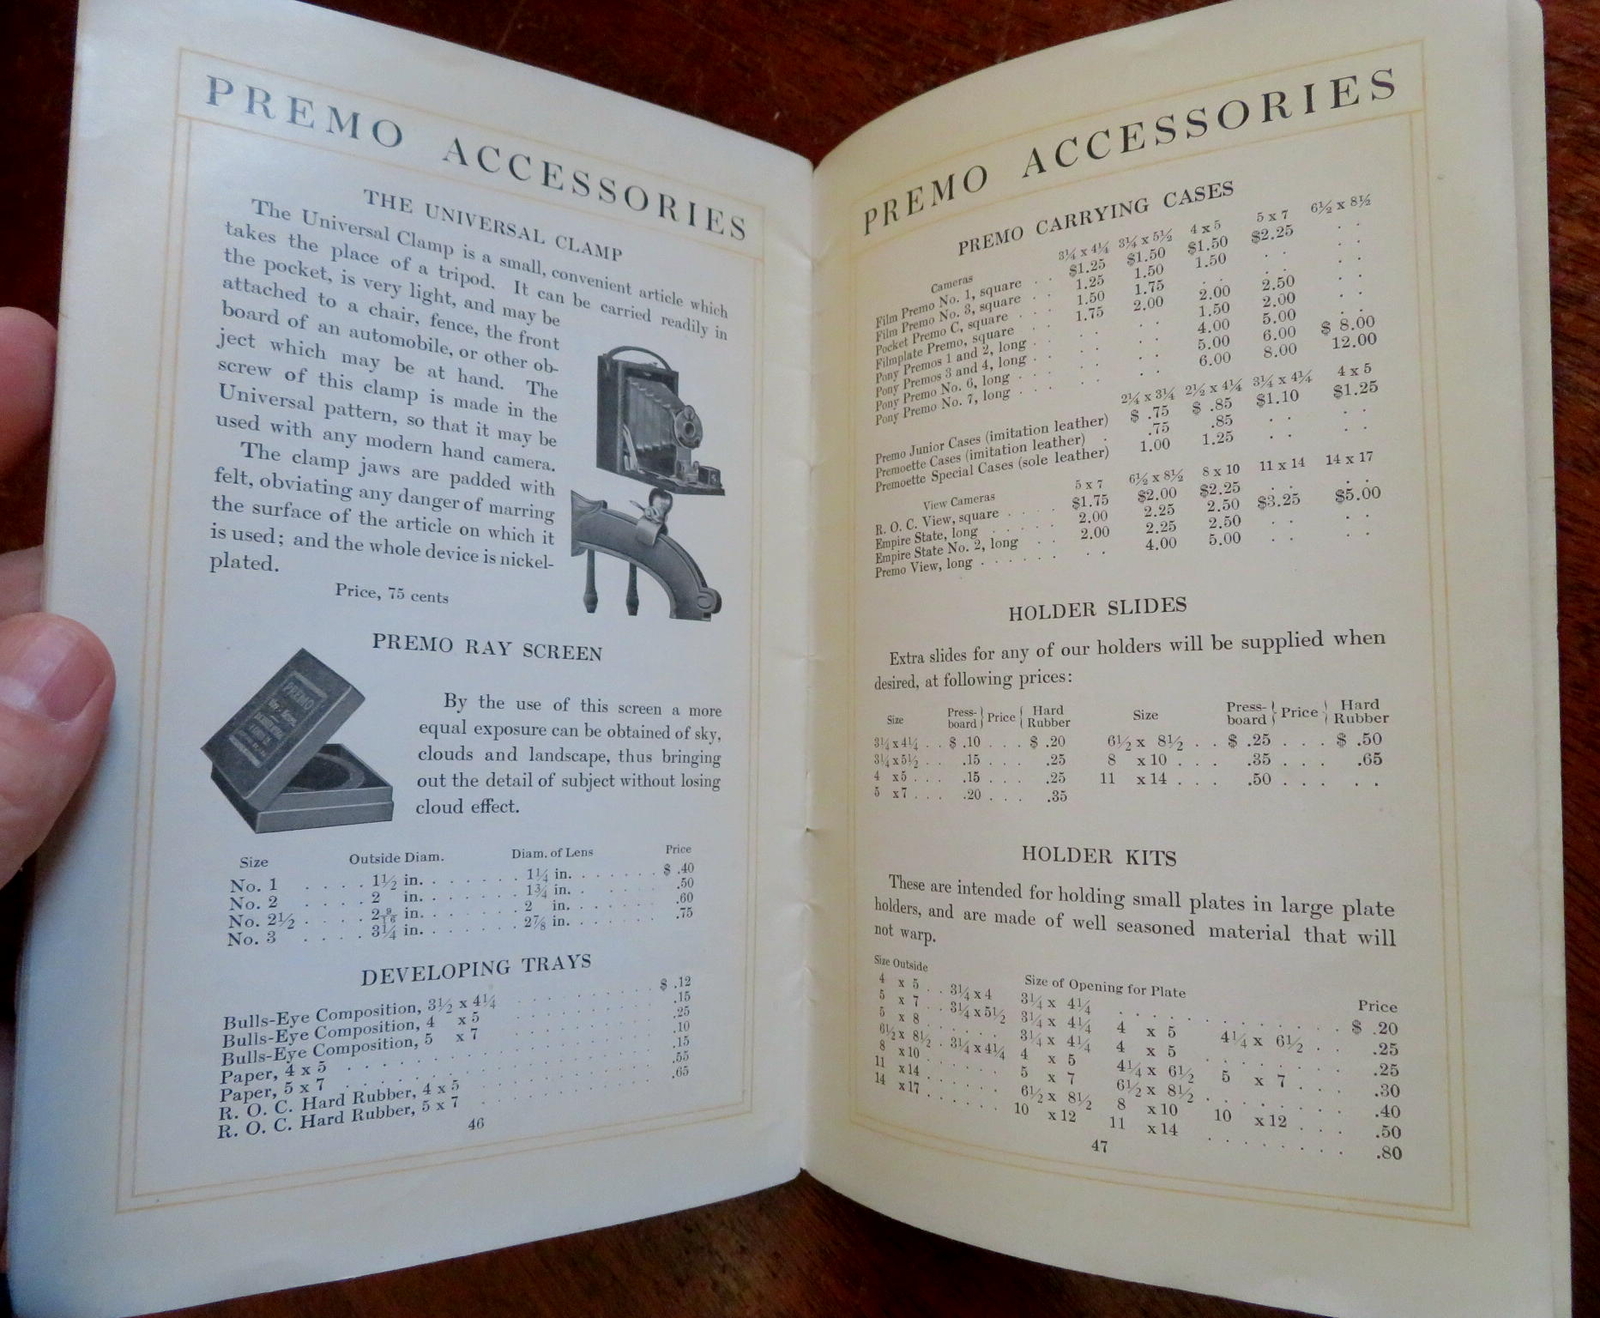 PREMO ACCESSORIES
THE UNIVERSAL CLAMP
The Universal Clamp is a small, convenient article which
takes the place of a tripod. It can be carried readily in
the pocket, is very light, and may be
attached to a chair, fence, the front
board of an automobile, or other ob-
ject which may be at hand. The
screw of this clamp is made in the
Universal pattern, so that it may be
used with any modern hand camera.
The clamp jaws are padded with
felt, obviating any danger of marring
the surface of the article on which it
is used; and the whole device is nickel-
plated.
Price, 75 cents
PREMO RAY SCREEN
PREMO
By the use of this screen a more
equal exposure can be obtained of sky,
clouds and landscape, thus bringing
out the detail of subject without losing
cloud effect.
Size Outside Diam. Diam. of Lens Price
No. 1 . . . . 1½ in. . . . . . . . 1¼ in. . . . . . . . $ .40
No. 2 . . . . 2 in. . . . . . . . 1¾ in. . . . . . . . .50
No. 2½ . . . . 2 9/16 in. . . . . . . . 2 in. . . . . . . . .60
No. 3 . . . . 3¼ in. . . . . . . . 2⅞ in. . . . . . . . .75
DEVELOPING TRAYS
Bulls-Eye Composition, 3½ x 4¼ . . . . . . . $ .12
Bulls-Eye Composition, 4 x 5 . . . . . . . .15
Bulls-Eye Composition, 5 x 7 . . . . . . . .25
Paper, 4 x 5 . . . . . . . .10
Paper, 5 x 7 . . . . . . . .15
R. O. C. Hard Rubber, 4 x 5 . . . . . . . .55
R. O. C. Hard Rubber, 5 x 7 . . . . . . . .65
46
PREMO ACCESSORIES
PREMO CARRYING CASES
Cameras 3¼ x 4¼ 3¼ x 5½ 4 x 5 5 x 7 6½ x 8½
Film Premo No. 1, square . . $1.25 $1.50 $1.50 $2.25 . .
Film Premo No. 3, square . . 1.25 1.50 1.50 . . . .
Pocket Premo C, square . . 1.50 1.75 . . . . . .
Filmplate Premo, square . . 1.75 2.00 2.00 2.50 . .
Pony Premos 1 and 2, long . . . . . . 1.50 2.00 . .
Pony Premos 3 and 4, long . . . . . . 4.00 5.00 . .
Pony Premo No. 6, long . . . . . . 5.00 6.00 $ 8.00
Pony Premo No. 7, long . . . . . . 6.00 8.00 12.00
2¼ x 3¼ 2½ x 4¼ 3¼ x 4¼ 4 x 5
Premo Junior Cases (imitation leather) $ .75 $ .85 $1.10 $1.25
Premoette Cases (imitation leather) . .75 .85 . . . .
Premoette Special Cases (sole leather) 1.00 1.25 . . . .
View Cameras 5 x 7 6½ x 8½ 8 x 10 11 x 14 14 x 17
R. O. C. View, square . . . . $1.75 $2.00 $2.25 . . . .
Empire State, long . . . . . 2.00 2.25 2.50 $3.25 $5.00
Empire State No. 2, long . . 2.00 2.25 2.50 . . . .
Premo View, long . . . . . . . . 4.00 5.00 . . . .
HOLDER SLIDES
Extra slides for any of our holders will be supplied when
desired, at following prices:
Size Press-board } Price { Hard Rubber Size Press-board } Price { Hard Rubber
3¼x4¼ . . $ .10 . . . $ .20 6½ x 8½ . . $ .25 . . . $ .50
3¼x5½ . . .15 . . . .25 8 x 10 . . . .35 . . . .65
4 x5 . . . .15 . . . .25 11 x 14 . . . .50 . . . . .
5 x7 . . . .20 . . . .35
HOLDER KITS
These are intended for holding small plates in large plate
holders, and are made of well seasoned material that will
not warp.
Size Outside Size of Opening for Plate Price
4 x 5 . . 3¼ x 4 3¼ x 4¼ . . . . . . . $ .20
5 x 7 . . 3¼ x 5½ 3¼ x 4¼ 4 x 5 4¼ x 6½ . . .25
5 x 8 . . . . . . 3¼ x 4¼ 4 x 5 . . . .25
6½ x 8½ . 3¼ x 4¼ 4 x 5 4¼ x 6½ 5 x 7 . . .30
8 x10 . . . . . . 5 x 7 6½ x 8½ . . . . . . .40
11 x14 . . . . . . 6½ x 8½ 8 x10 10 x12 . . . .50
14 x17 . . . . . . 10 x12 11 x14 . . . . . . .80
47